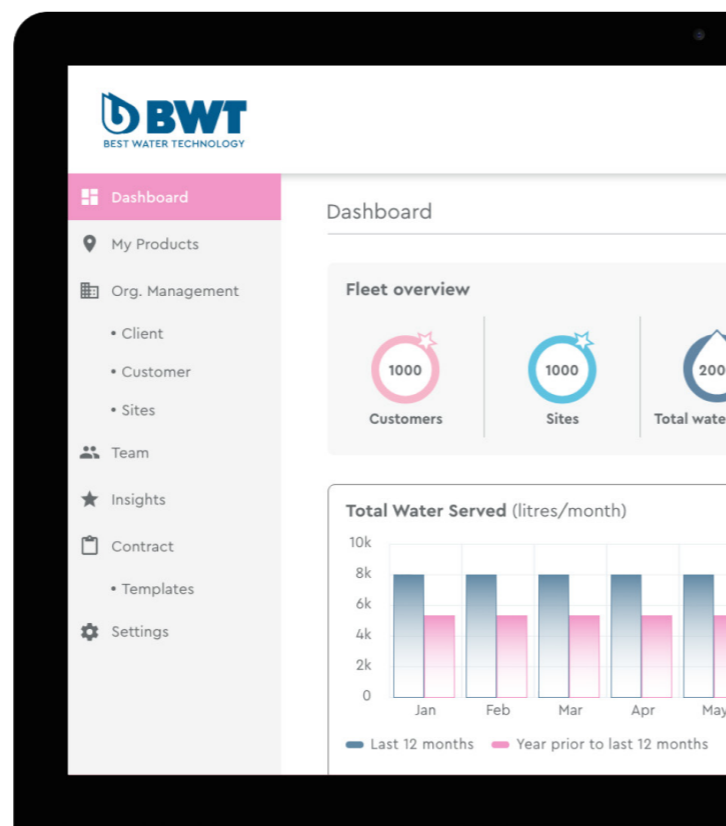 BWT
BEST WATER TECHNOLOGY
Dashboard
My Products
Org. Management
• Client
• Customer
• Sites
Team
Insights
Contract
• Templates
Settings
Dashboard
Fleet overview
1000
Customers
1000
Sites
200
Total wate
Total Water Served (litres/month)
10k
8k
6k
4k
2k
0
Jan Feb Mar Apr May
Last 12 months Year prior to last 12 months